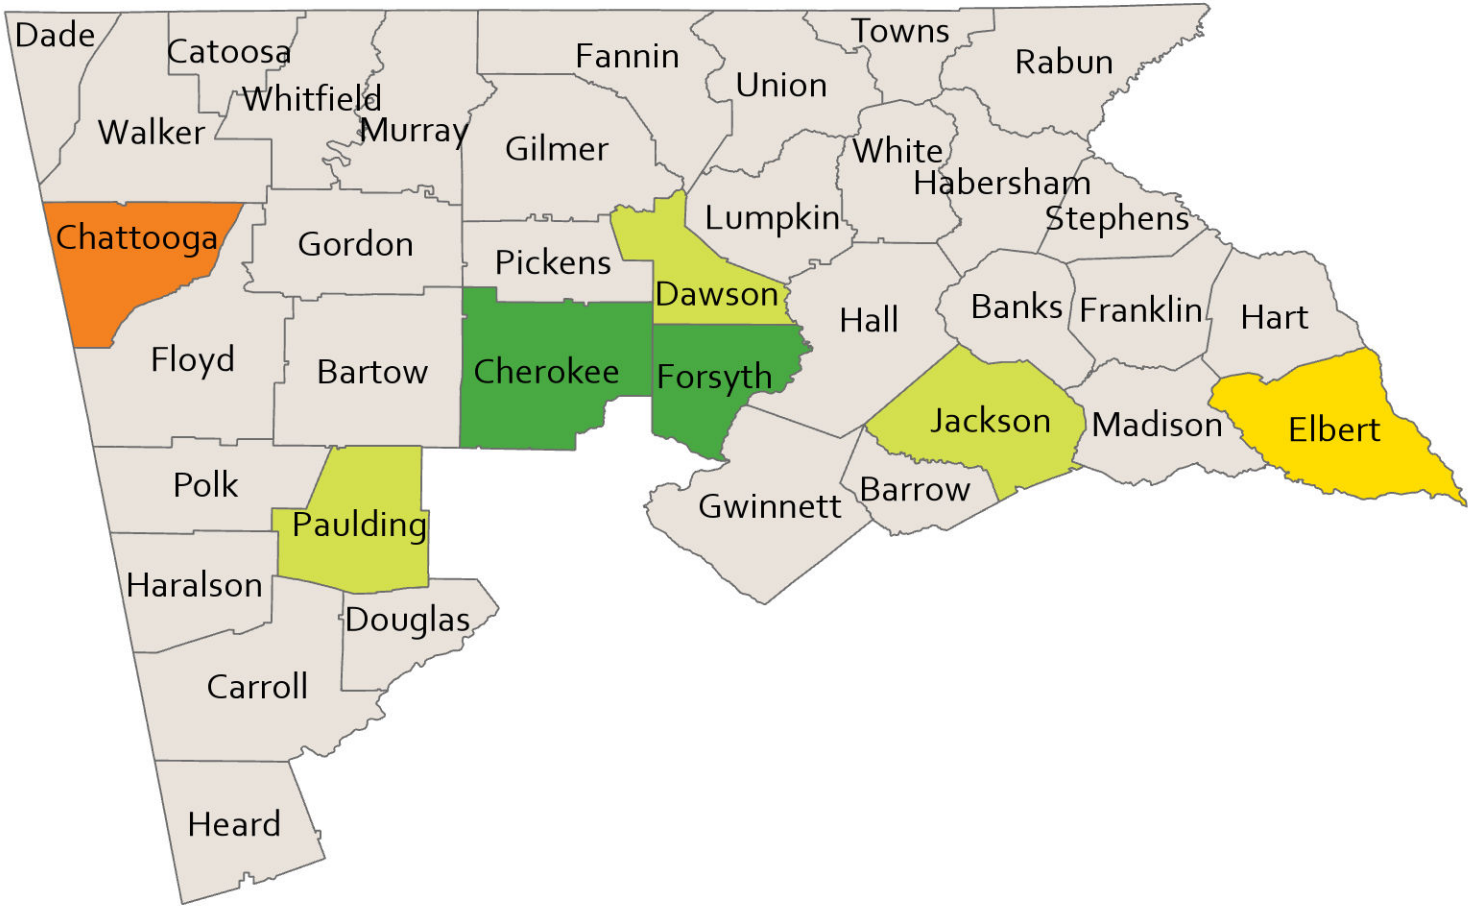 Dade
Catoosa
Fannin
Towns
Rabun
Union
Whitfield
Walker
Murray
Gilmer
White
Habersham
Chattooga
Gordon
Lumpkin
Stephens
Pickens
Dawson
Hall
Banks
Franklin
Hart
Floyd
Bartow
Cherokee
Forsyth
Jackson
Madison
Elbert
Polk
Paulding
Gwinnett
Barrow
Haralson
Douglas
Carroll
Heard